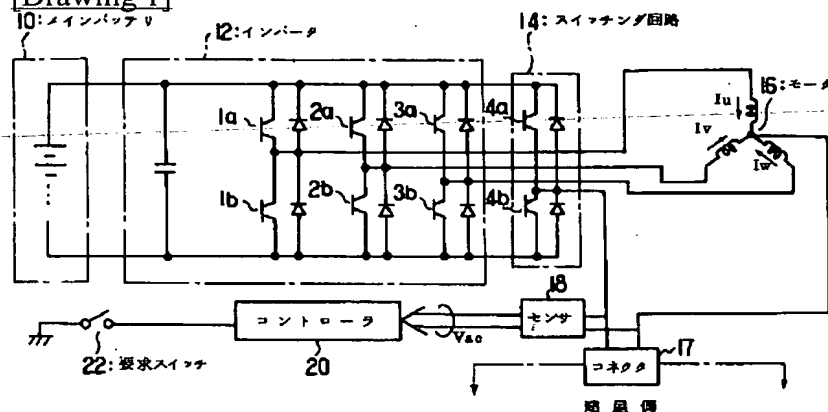 [Drawing 1]
10:メインバッテリ
12:インバータ
14:スイッチング回路
16:モータ
1a
2a
3a
4a
1b
2b
3b
4b
Iu
Iv
Iw
18
センサ
Vac
コントローラ
20
22:要求スイッチ
17
コネクタ